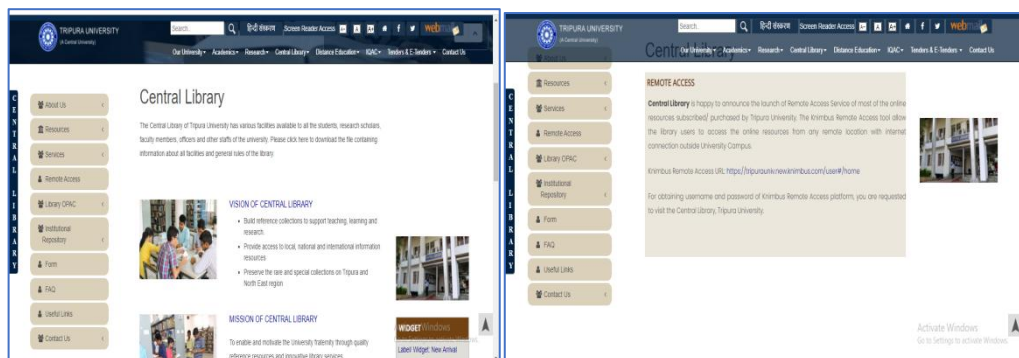 TRIPURA UNIVERSITY
(A Central University)
Search.
हिन्दी संस्करण
Screen Reader Access
A-
A
A+
webmail
Our University
Academics
Research
Central Library
Distance Education
IQAC
Tenders & E-Tenders
Contact Us
CENTRAL LIBRARY
About Us
Resources
Services
Remote Access
Library OPAC
Institutional
Repository
Form
FAQ
Useful Links
Contact Us
Central Library
The Central Library of Tripura University has various facilities available to all the students, research scholars,
faculty members, officers and other staffs of the university. Please click here to download the file containing
information about all facilities and general rules of the library.
VISION OF CENTRAL LIBRARY
Build reference collections to support teaching, learning and
research.
Provide access to local, national and international information
resources
Preserve the rare and special collections on Tripura and
North East region
MISSION OF CENTRAL LIBRARY
To enable and motivate the University fraternity through quality
reference resources and innovative library services
WIDGET
Windows
Label Widget: New Arrival
TRIPURA UNIVERSITY
(A Central University)
Search.
हिन्दी संस्करण
Screen Reader Access
A-
A
A+
webmail
Our University
Academics
Research
Central Library
Distance Education
IQAC
Tenders & E-Tenders
Contact Us
Central Library
CENTRAL LIBRARY
About Us
Resources
Services
Remote Access
Library OPAC
Institutional
Repository
Form
FAQ
Useful Links
Contact Us
REMOTE ACCESS
Central Library is happy to announce the launch of Remote Access Service of most of the online
resources subscribed/ purchased by Tripura University. The Knimbus Remote Access tool allow
the library users to access the online resources from any remote location with internet
connection outside University Campus.
Knimbus Remote Access URL: https://tripurauniv.new.knimbus.com/user#/home
For obtaining username and password of Knimbus Remote Access platform, you are requested
to visit the Central Library, Tripura University.
Activate Windows
Go to Settings to activate Windows.